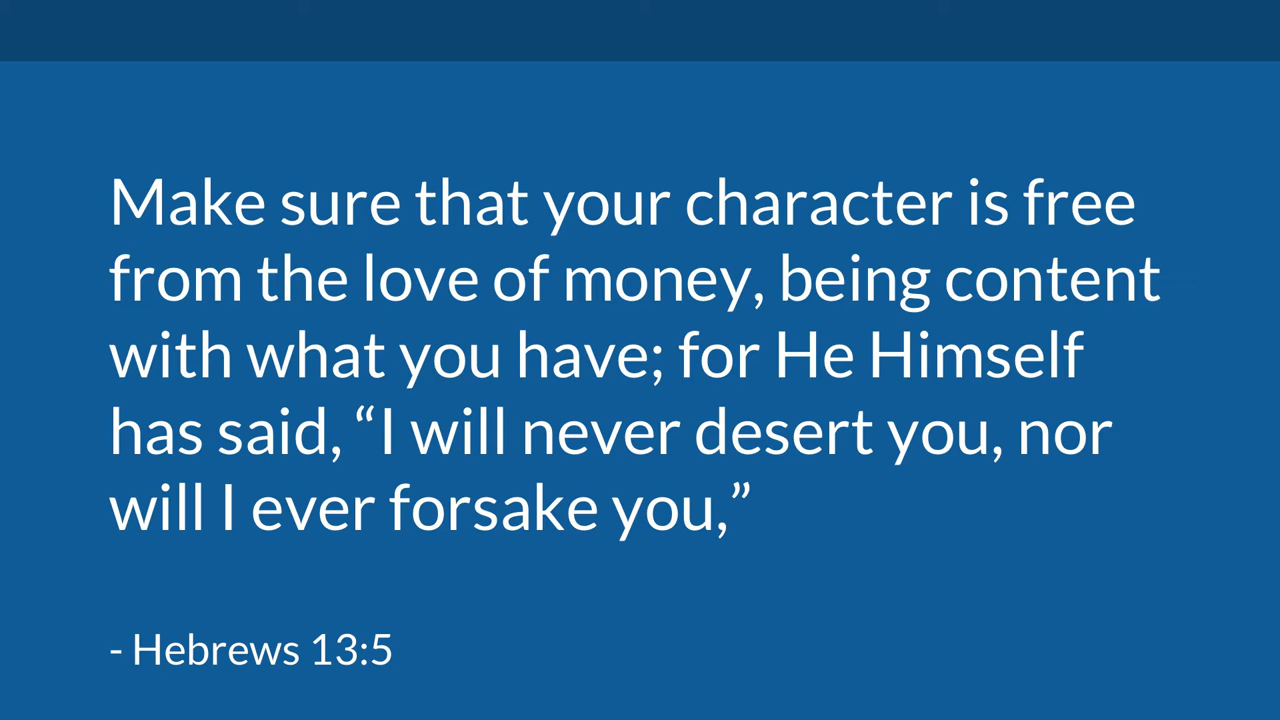 Make sure that your character is free
from the love of money, being content
with what you have; for He Himself
has said, “I will never desert you, nor
will I ever forsake you,”
- Hebrews 13:5